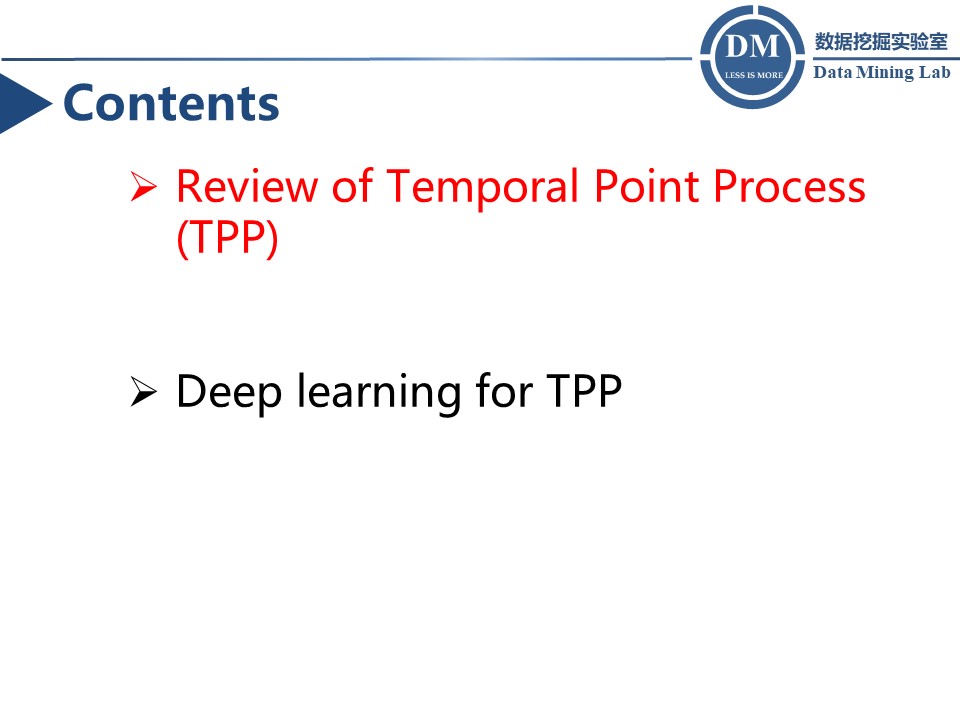 DM
LESS IS MORE
数据挖掘实验室
Data Mining Lab
Contents
➢ Review of Temporal Point Process
(TPP)
➢ Deep learning for TPP